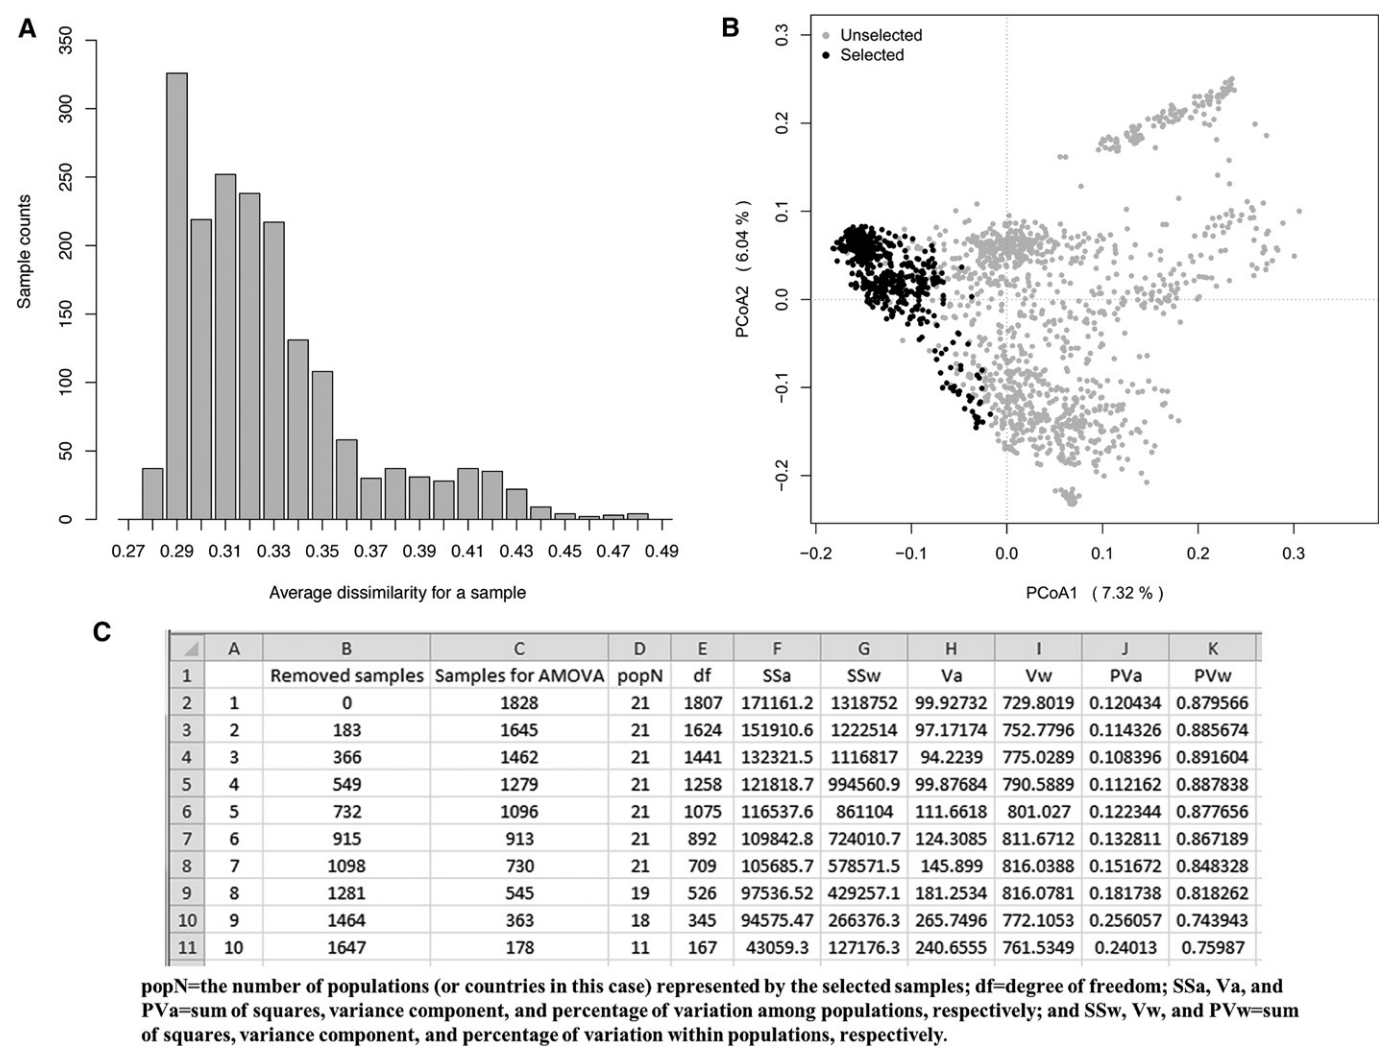 A
350
300
250
200
150
100
50
0
Sample counts
0.27 0.29 0.31 0.33 0.35 0.37 0.39 0.41 0.43 0.45 0.47 0.49
Average dissimilarity for a sample
B
Unselected
Selected
0.3
0.2
0.1
0.0
−0.1
−0.2
PCoA2 ( 6.04 % )
−0.2 −0.1 0.0 0.1 0.2 0.3
PCoA1 ( 7.32 % )
C
A B C D E F G H I J K
1 Removed samples Samples for AMOVA popN df SSa SSw Va Vw PVa PVw
2 1 0 1828 21 1807 171161.2 1318752 99.92732 729.8019 0.120434 0.879566
3 2 183 1645 21 1624 151910.6 1222514 97.17174 752.7796 0.114326 0.885674
4 3 366 1462 21 1441 132321.5 1116817 94.2239 775.0289 0.108396 0.891604
5 4 549 1279 21 1258 121818.7 994560.9 99.87684 790.5889 0.112162 0.887838
6 5 732 1096 21 1075 116537.6 861104 111.6618 801.027 0.122344 0.877656
7 6 915 913 21 892 109842.8 724010.7 124.3085 811.6712 0.132811 0.867189
8 7 1098 730 21 709 105685.7 578571.5 145.899 816.0388 0.151672 0.848328
9 8 1281 545 19 526 97536.52 429257.1 181.2534 816.0781 0.181738 0.818262
10 9 1464 363 18 345 94575.47 266376.3 265.7496 772.1053 0.256057 0.743943
11 10 1647 178 11 167 43059.3 127176.3 240.6555 761.5349 0.24013 0.75987
popN=the number of populations (or countries in this case) represented by the selected samples; df=degree of freedom; SSa, Va, and
PVa=sum of squares, variance component, and percentage of variation among populations, respectively; and SSw, Vw, and PVw=sum
of squares, variance component, and percentage of variation within populations, respectively.